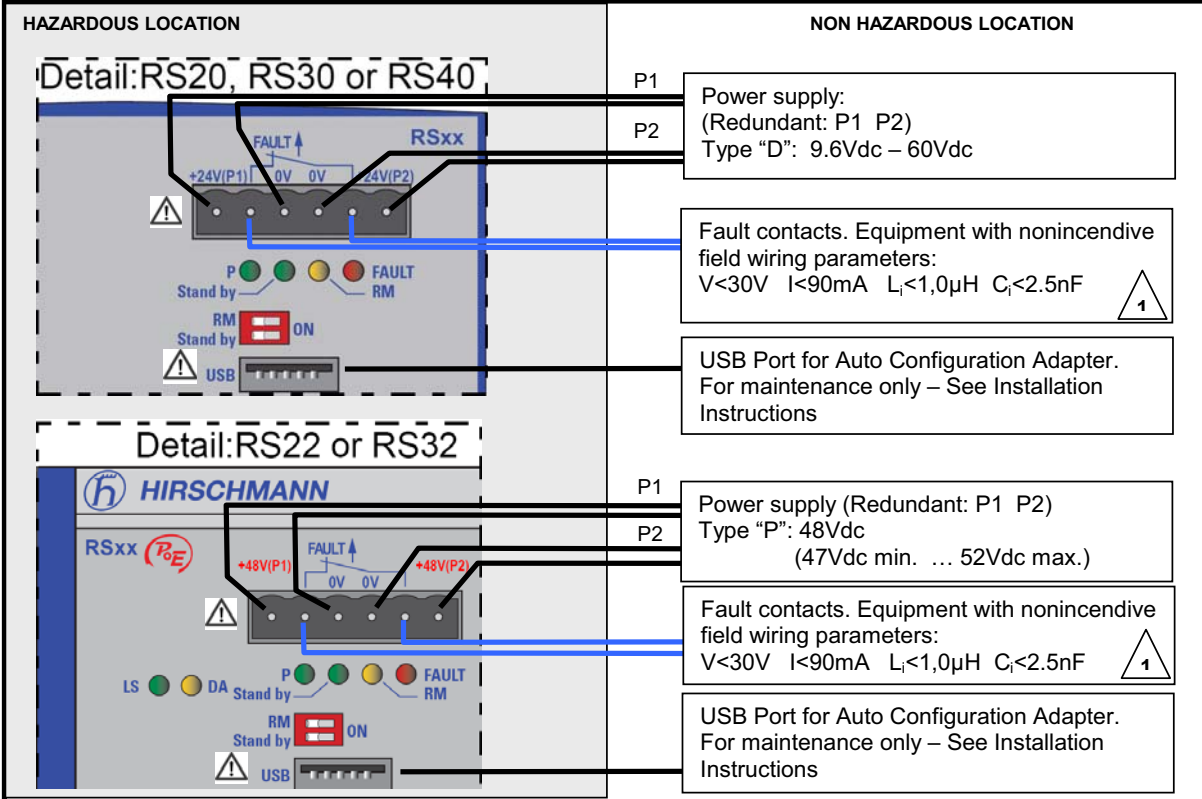 HAZARDOUS LOCATION
NON HAZARDOUS LOCATION
Detail:RS20, RS30 or RS40
RSxx
FAULT
+24V(P1) 0V 0V +24V(P2)
P
Stand by
FAULT
RM
RM
Stand by
ON
USB
P1
P2
Power supply:
(Redundant: P1 P2)
Type “D”: 9.6Vdc – 60Vdc
Fault contacts. Equipment with nonincendive
field wiring parameters:
V<30V I<90mA Li<1,0µH Ci<2.5nF
1
USB Port for Auto Configuration Adapter.
For maintenance only – See Installation
Instructions
Detail:RS22 or RS32
HIRSCHMANN
RSxx PoE
FAULT
+48V(P1) 0V 0V +48V(P2)
LS DA
P
Stand by
FAULT
RM
RM
Stand by
ON
USB
P1
P2
Power supply (Redundant: P1 P2)
Type “P”: 48Vdc
(47Vdc min. … 52Vdc max.)
Fault contacts. Equipment with nonincendive
field wiring parameters:
V<30V I<90mA Li<1,0µH Ci<2.5nF
1
USB Port for Auto Configuration Adapter.
For maintenance only – See Installation
Instructions